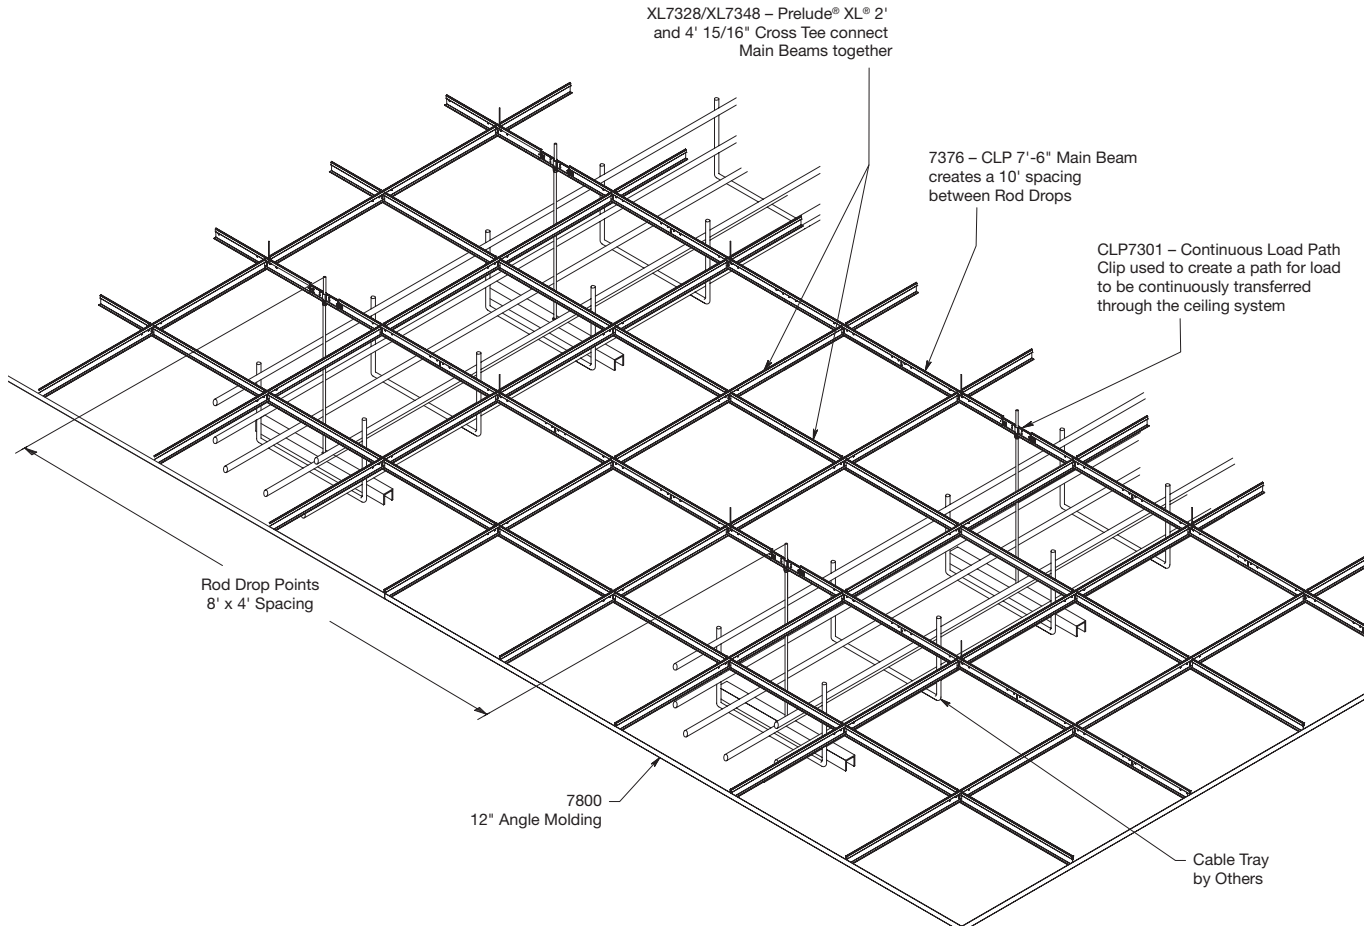 XL7328/XL7348 – Prelude® XL® 2'
and 4' 15/16" Cross Tee connect
Main Beams together
7376 – CLP 7'-6" Main Beam
creates a 10' spacing
between Rod Drops
CLP7301 – Continuous Load Path
Clip used to create a path for load
to be continuously transferred
through the ceiling system
Rod Drop Points
8' x 4' Spacing
7800
12" Angle Molding
Cable Tray
by Others